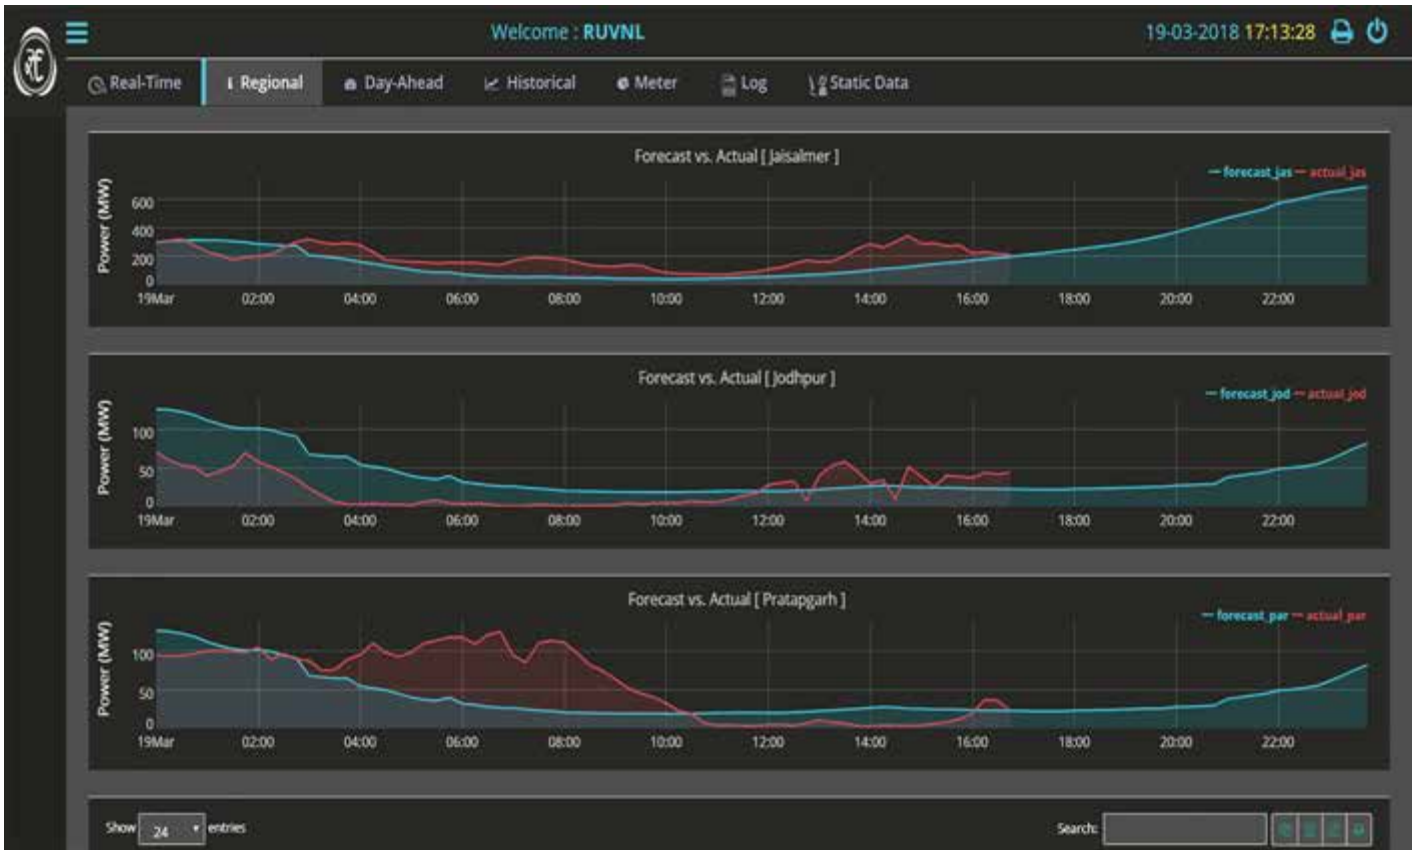 Welcome : RUVNL
19-03-2018 17:13:28
Real-Time Regional Day-Ahead Historical Meter Log Static Data
Forecast vs. Actual [ Jaisalmer ]
forecast_jas actual_jas
Power (MW)
600
400
200
0
19Mar 02:00 04:00 06:00 08:00 10:00 12:00 14:00 16:00 18:00 20:00 22:00
Forecast vs. Actual [ Jodhpur ]
forecast_jod actual_jod
Power (MW)
100
50
0
19Mar 02:00 04:00 06:00 08:00 10:00 12:00 14:00 16:00 18:00 20:00 22:00
Forecast vs. Actual [ Pratapgarh ]
forecast_par actual_par
Power (MW)
100
50
0
19Mar 02:00 04:00 06:00 08:00 10:00 12:00 14:00 16:00 18:00 20:00 22:00
Show 24 entries
Search: